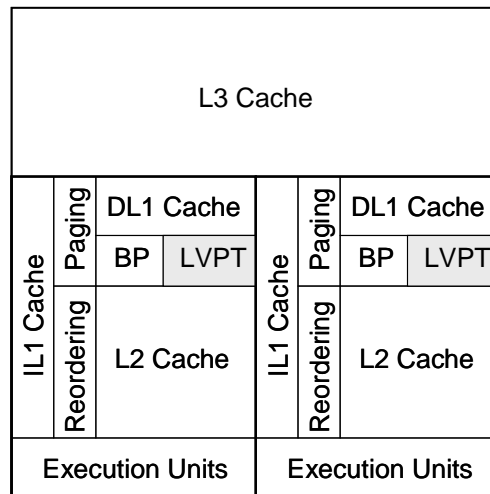 L3 Cache
IL1 Cache
Paging
DL1 Cache
BP
LVPT
Reordering
L2 Cache
Execution Units
IL1 Cache
Paging
DL1 Cache
BP
LVPT
Reordering
L2 Cache
Execution Units